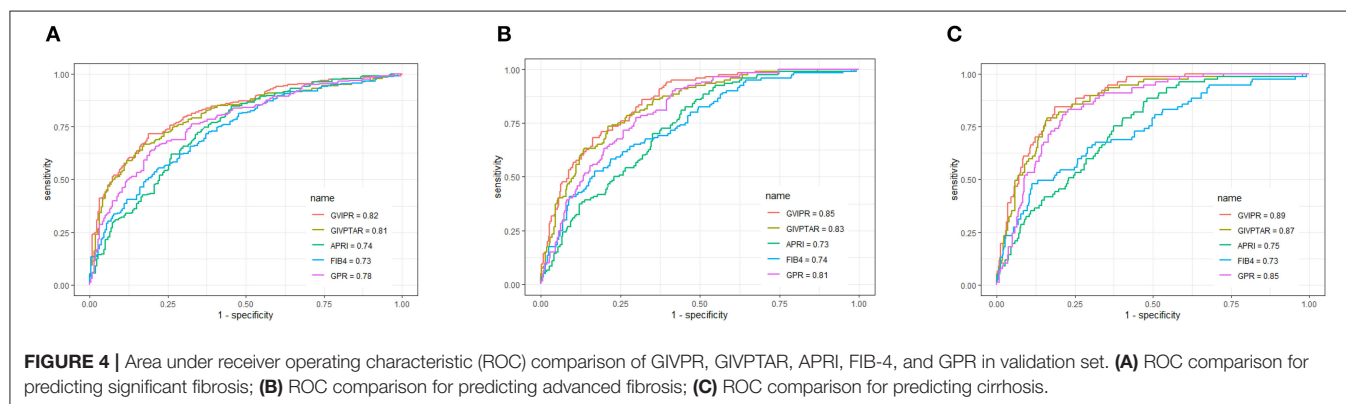 A
1.00
0.75
0.50
0.25
0.00
sensitivity
0.00 0.25 0.50 0.75 1.00
1 - specificity
name
GVIPR = 0.82
GIVPTAR = 0.81
APRI = 0.74
FIB4 = 0.73
GPR = 0.78
B
1.00
0.75
0.50
0.25
0.00
sensitivity
0.00 0.25 0.50 0.75 1.00
1 - specificity
name
GVIPR = 0.85
GIVPTAR = 0.83
APRI = 0.73
FIB4 = 0.74
GPR = 0.81
C
1.00
0.75
0.50
0.25
0.00
sensitivity
0.00 0.25 0.50 0.75 1.00
1 - specificity
name
GVIPR = 0.89
GIVPTAR = 0.87
APRI = 0.75
FIB4 = 0.73
GPR = 0.85
FIGURE 4 | Area under receiver operating characteristic (ROC) comparison of GIVPR, GIVPTAR, APRI, FIB-4, and GPR in validation set. (A) ROC comparison for
predicting significant fibrosis; (B) ROC comparison for predicting advanced fibrosis; (C) ROC comparison for predicting cirrhosis.